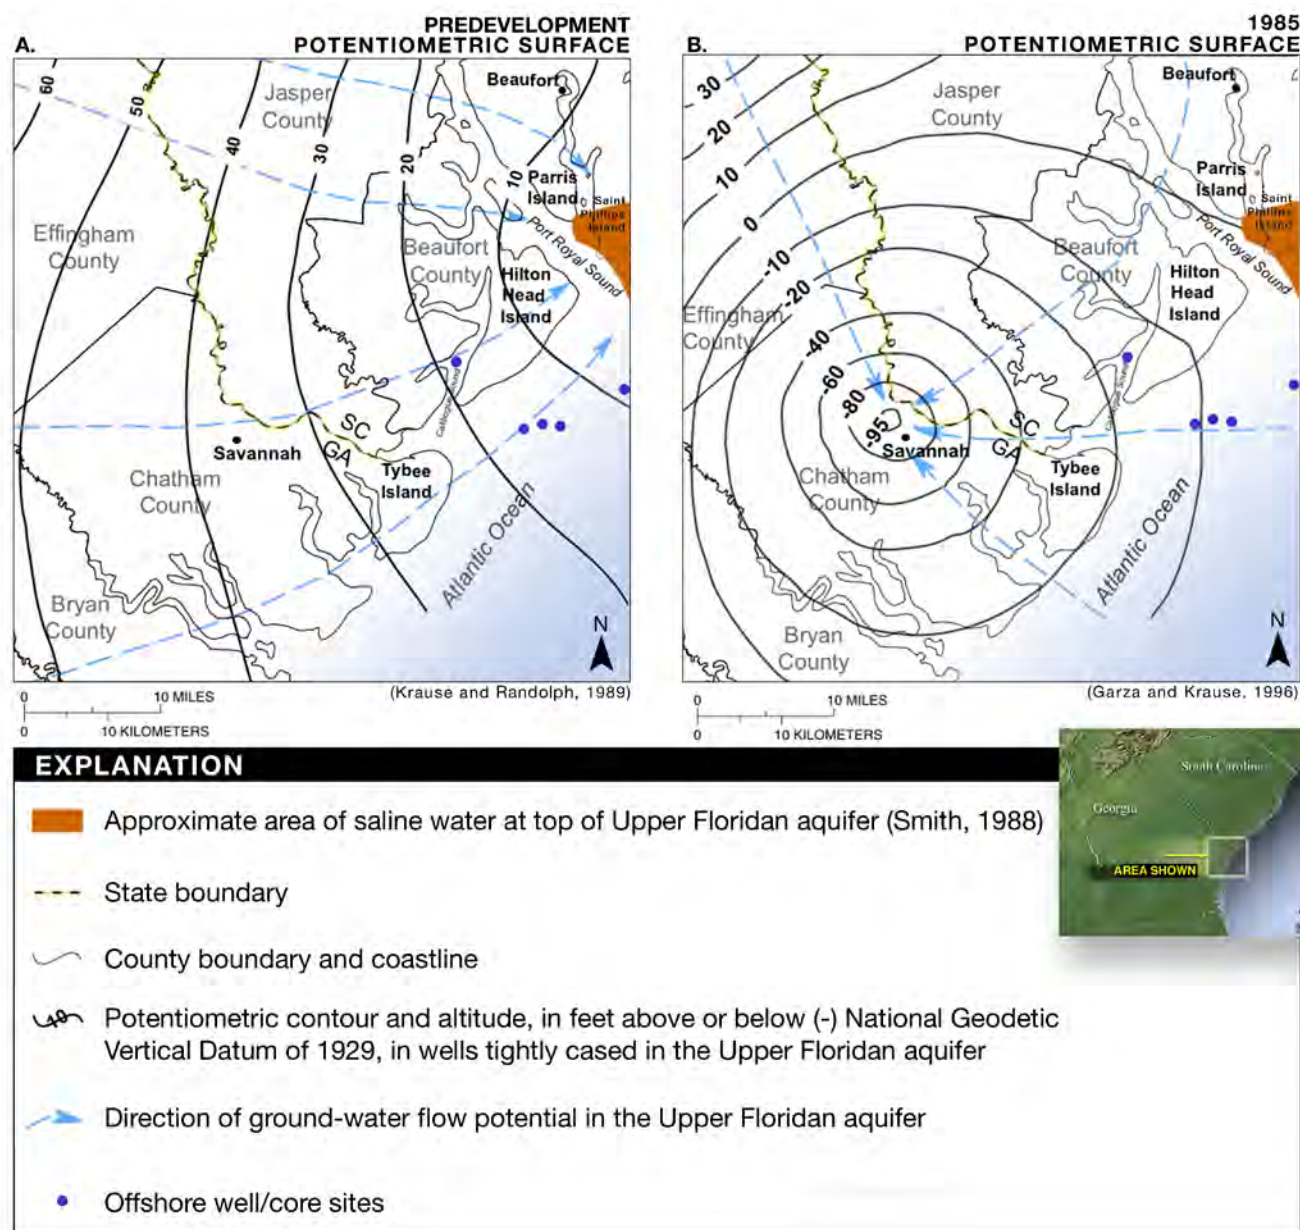 PREDEVELOPMENT
A. POTENTIOMETRIC SURFACE
60
50
40
30
20
10
Jasper
County
Beaufort
Parris
Island
Saint
Phillips
Island
Port Royal Sound
Effingham
County
Beaufort
County
Hilton
Head
Island
SC
GA
Savannah
Tybee
Island
Chatham
County
Atlantic Ocean
Bryan
County
N
0 10 MILES
0 10 KILOMETERS
(Krause and Randolph, 1989)
1985
B. POTENTIOMETRIC SURFACE
30
20
10
0
-10
-20
-40
-60
-80
-95
Jasper
County
Beaufort
Parris
Island
Saint
Phillips
Island
Port Royal Sound
Beaufort
County
Hilton
Head
Island
Effingham
County
SC
GA
Savannah
Tybee
Island
Chatham
County
Atlantic Ocean
Bryan
County
N
0 10 MILES
0 10 KILOMETERS
(Garza and Krause, 1996)
EXPLANATION
Approximate area of saline water at top of Upper Floridan aquifer (Smith, 1988)
State boundary
County boundary and coastline
40
Potentiometric contour and altitude, in feet above or below (-) National Geodetic
Vertical Datum of 1929, in wells tightly cased in the Upper Floridan aquifer
Direction of ground-water flow potential in the Upper Floridan aquifer
Offshore well/core sites
South Carolina
Georgia
AREA SHOWN